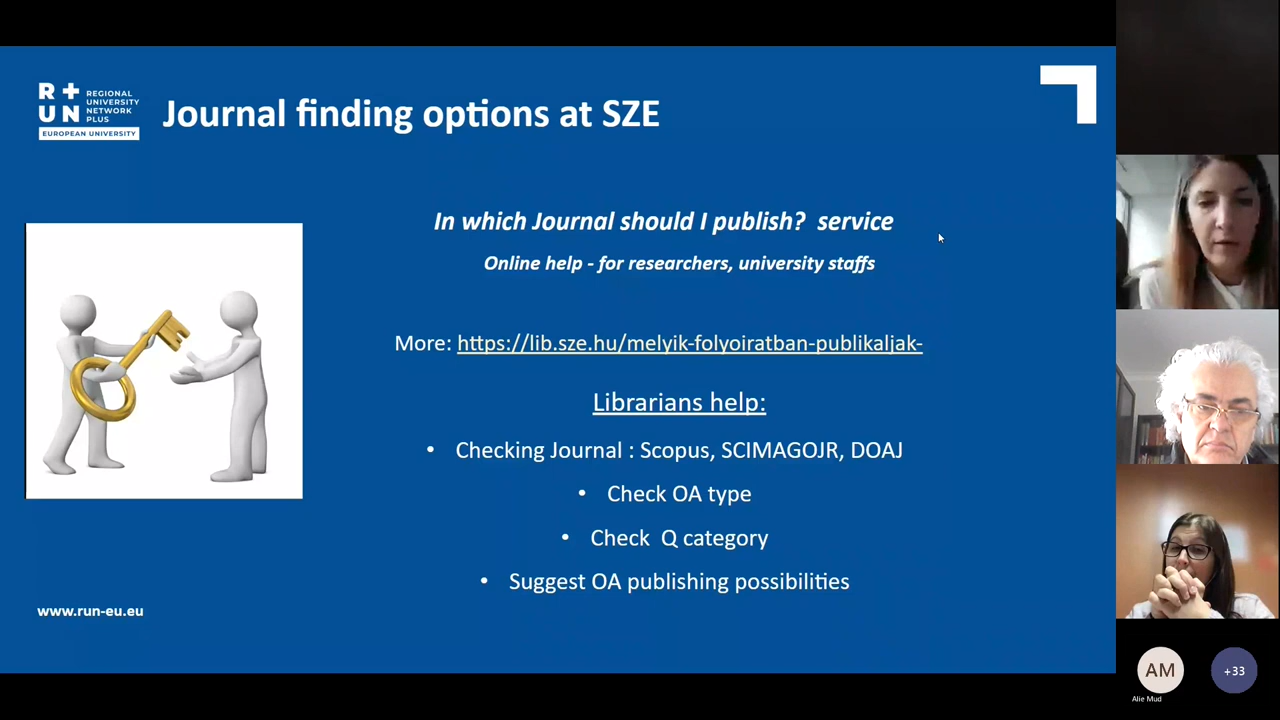 R+
UN
REGIONAL
UNIVERSITY
NETWORK
PLUS
EUROPEAN UNIVERSITY
Journal finding options at SZE
In which Journal should I publish?  service
Online help - for researchers, university staffs
More: https://lib.sze.hu/melyik-folyoiratban-publikaljak-
Librarians help:
• Checking Journal : Scopus, SCIMAGOJR, DOAJ
• Check OA type
• Check  Q category
• Suggest OA publishing possibilities
www.run-eu.eu
AM
+33
Alie Mud